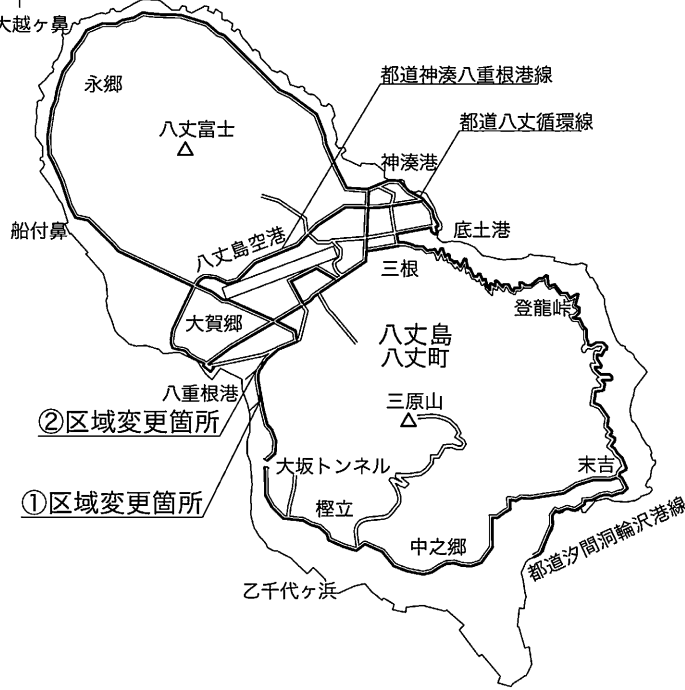 大越ヶ鼻
永郷
都道神湊八重根港線
八丈富士
都道八丈循環線
神湊港
船付鼻
底土港
八丈島空港
三根
登龍峠
大賀郷
八丈島
八丈町
八重根港
三原山
②区域変更箇所
大坂トンネル
末吉
①区域変更箇所
樫立
中之郷
都道汐間洞輪沢港線
乙千代ヶ浜